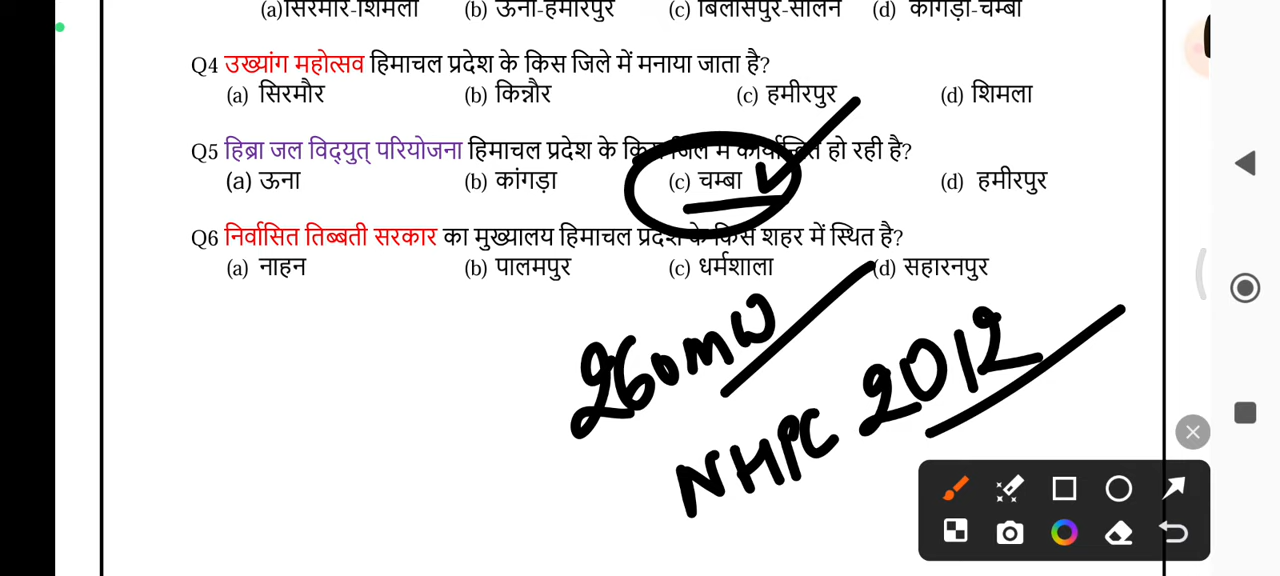 (a)सिरमौर-शिमला (b) ऊना-हमीरपुर (c) बिलासपुर-सोलन (d) कांगड़ा-चम्बा
Q4 उख्यांग महोत्सव हिमाचल प्रदेश के किस जिले में मनाया जाता है?
(a) सिरमौर (b) किन्नौर (c) हमीरपुर (d) शिमला
Q5 हिब्रा जल विद्युत् परियोजना हिमाचल प्रदेश के किस जिले में कार्यान्वित हो रही है?
(a) ऊना (b) कांगड़ा (c) चम्बा (d) हमीरपुर
Q6 निर्वासित तिब्बती सरकार का मुख्यालय हिमाचल प्रदेश के किस शहर में स्थित है?
(a) नाहन (b) पालमपुर (c) धर्मशाला (d) सहारनपुर
260mw
NHPC 2012